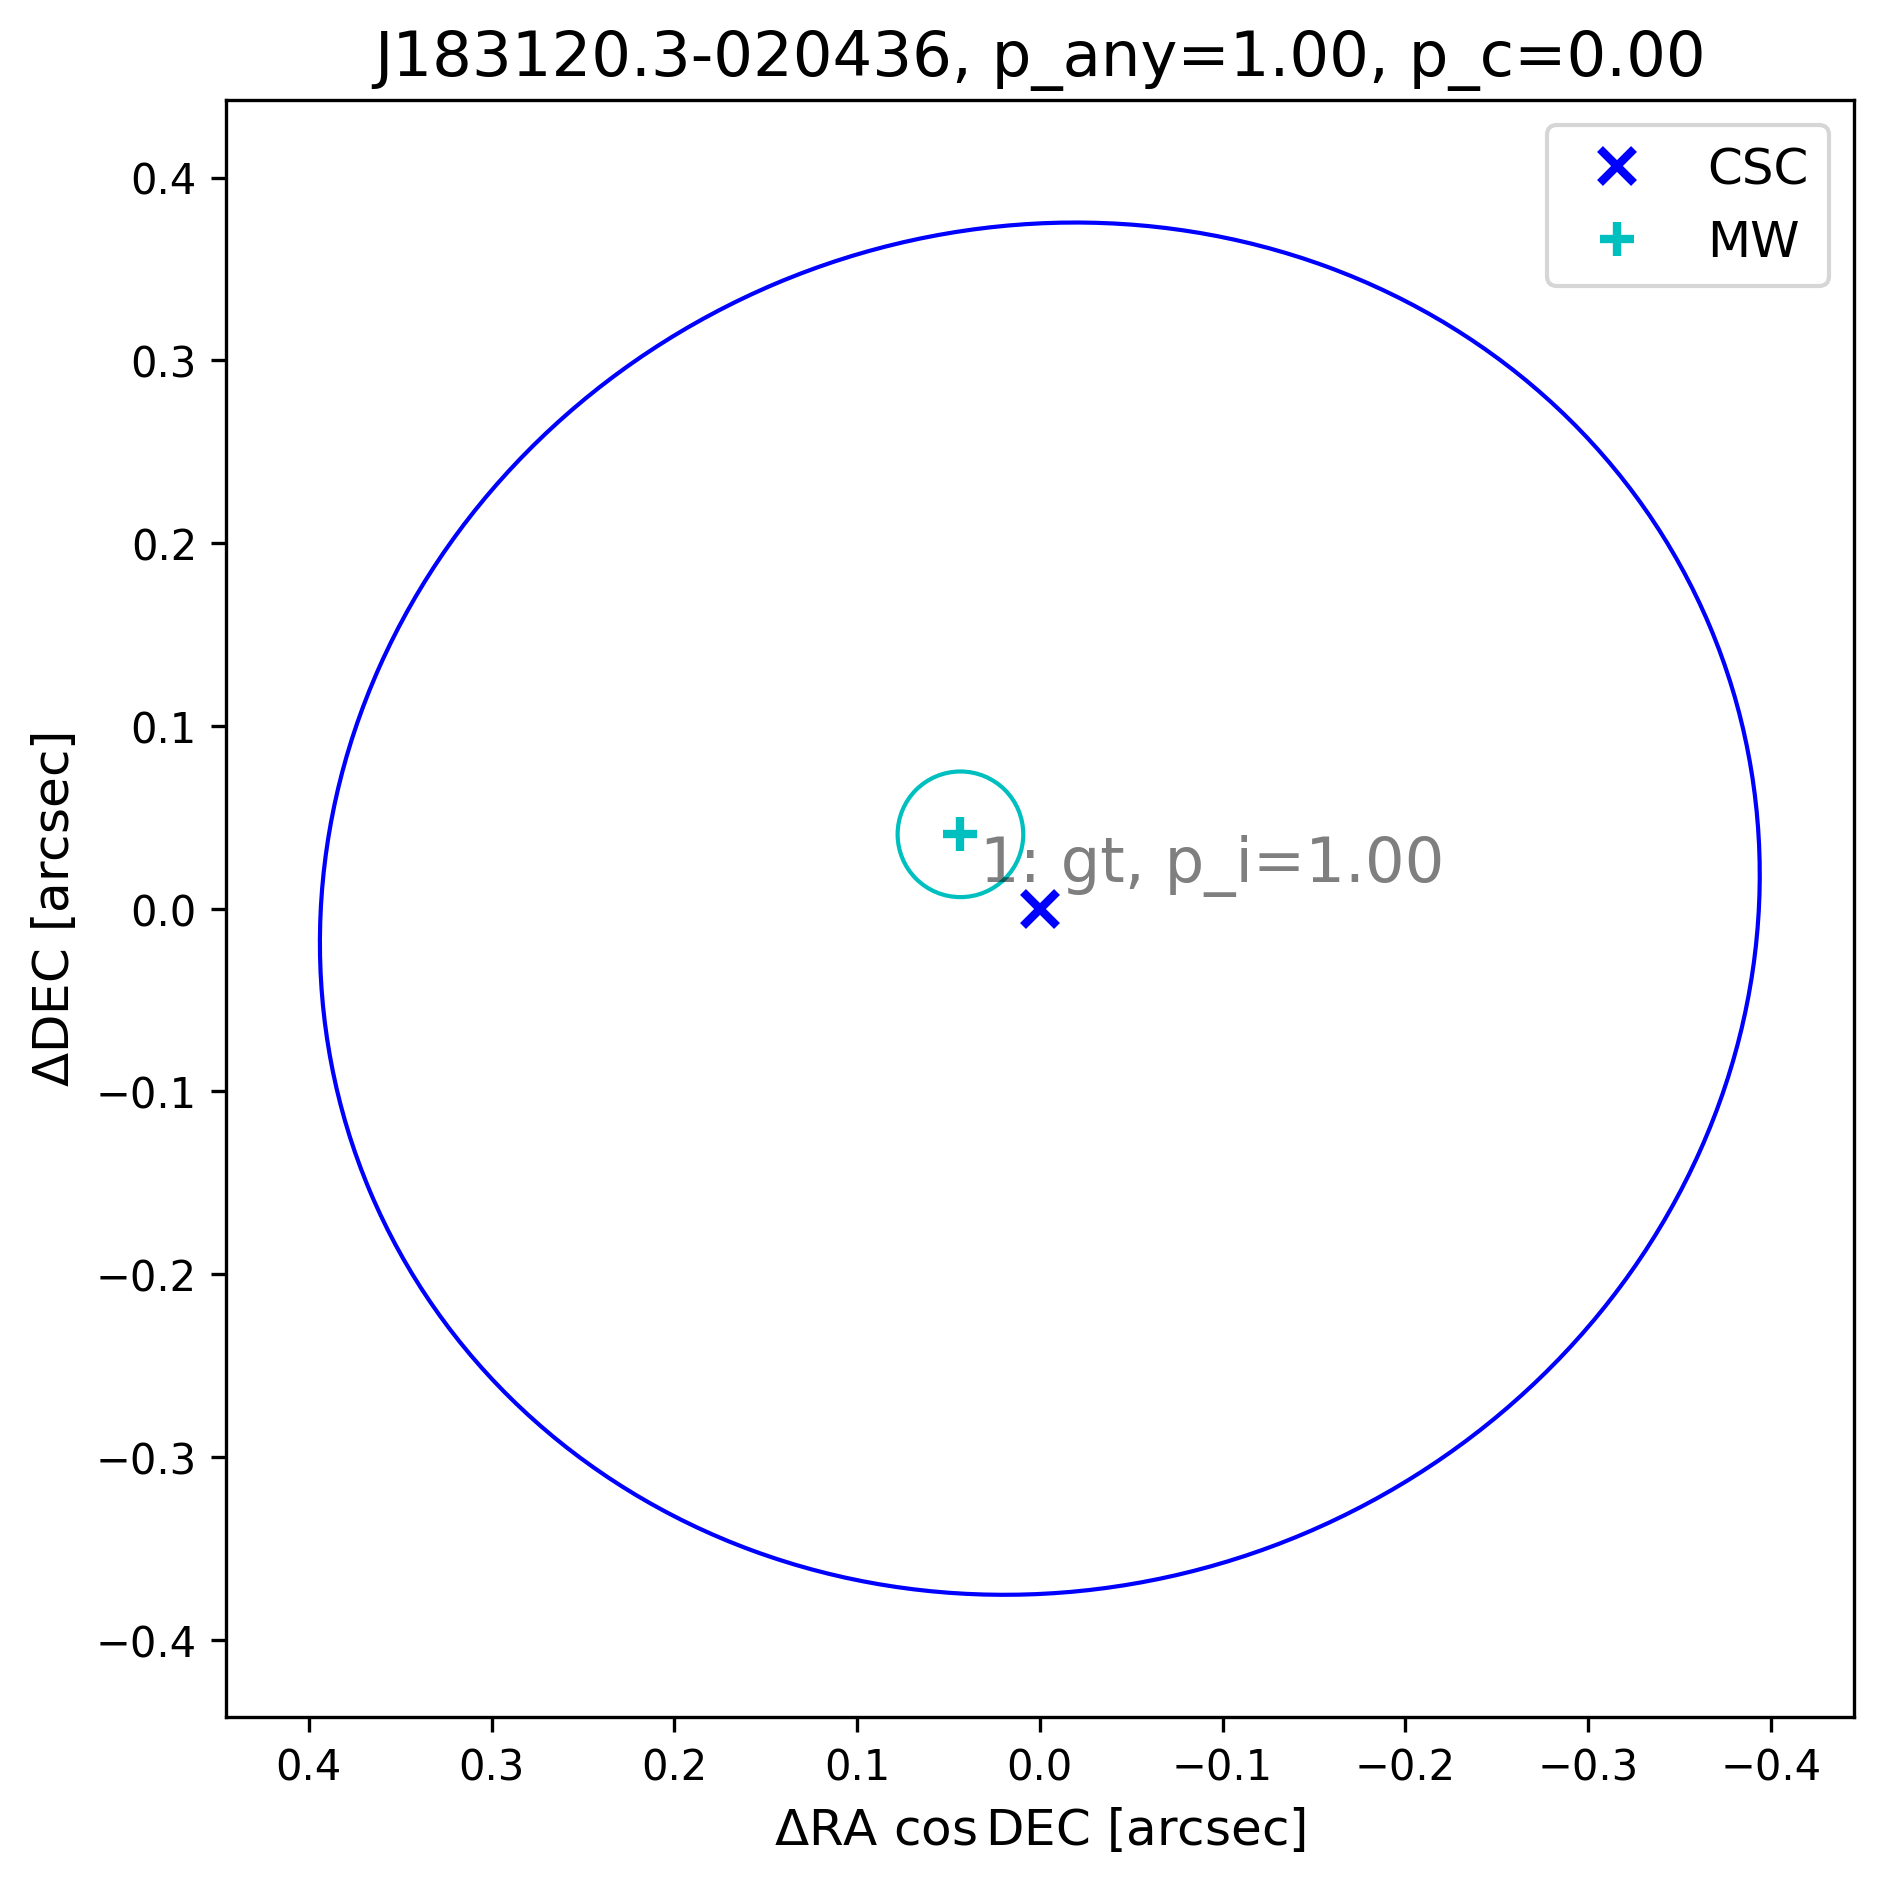 J183120.3-020436, p_any=1.00, p_c=0.00
CSC
MW
1: gt, p_i=1.00
ΔDEC [arcsec]
0.4
0.3
0.2
0.1
0.0
−0.1
−0.2
−0.3
−0.4
0.4 0.3 0.2 0.1 0.0 −0.1 −0.2 −0.3 −0.4
ΔRA cos DEC [arcsec]